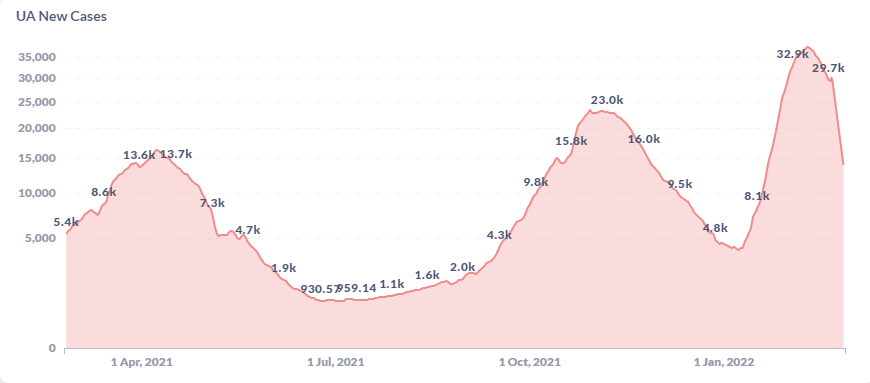 UA New Cases
35,000
30,000
25,000
20,000
15,000
10,000
5,000
0
5.4k
8.6k
13.6k
13.7k
7.3k
4.7k
1.9k
930.57
959.14
1.1k
1.6k
2.0k
4.3k
9.8k
15.8k
23.0k
16.0k
9.5k
4.8k
8.1k
32.9k
29.7k
1 Apr, 2021
1 Jul, 2021
1 Oct, 2021
1 Jan, 2022